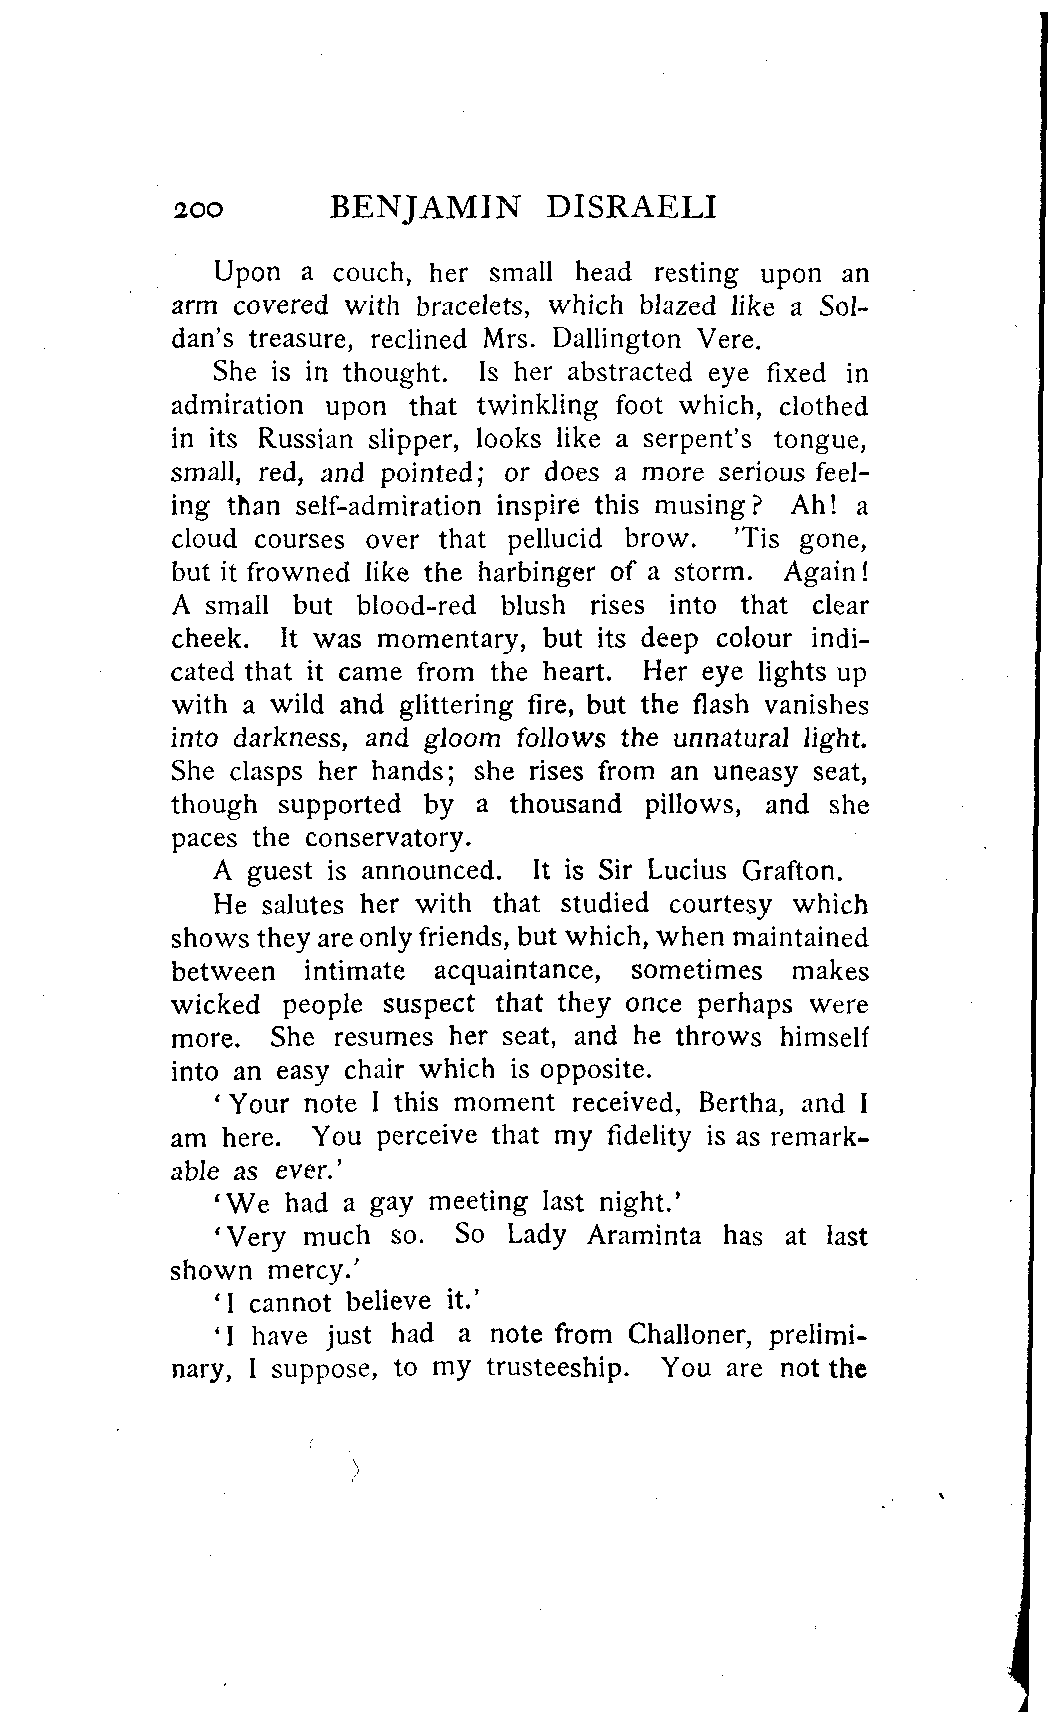 200 BENJAMIN DISRAELI
Upon a couch, her small head resting upon an
arm covered with bracelets, which blazed like a Sol-
dan's treasure, reclined Mrs. Dallington Vere.
She is in thought. Is her abstracted eye fixed in
admiration upon that twinkling foot which, clothed
in its Russian slipper, looks like a serpent's tongue,
small, red, and pointed; or does a more serious feel-
ing than self-admiration inspire this musing? Ah! a
cloud courses over that pellucid brow. 'Tis gone,
but it frowned like the harbinger of a storm. Again!
A small but blood-red blush rises into that clear
cheek. It was momentary, but its deep colour indi-
cated that it came from the heart. Her eye lights up
with a wild and glittering fire, but the flash vanishes
into darkness, and gloom follows the unnatural light.
She clasps her hands; she rises from an uneasy seat,
though supported by a thousand pillows, and she
paces the conservatory.
A guest is announced. It is Sir Lucius Grafton.
He salutes her with that studied courtesy which
shows they are only friends, but which, when maintained
between intimate acquaintance, sometimes makes
wicked people suspect that they once perhaps were
more. She resumes her seat, and he throws himself
into an easy chair which is opposite.
'Your note I this moment received, Bertha, and I
am here. You perceive that my fidelity is as remark-
able as ever.'
'We had a gay meeting last night.'
'Very much so. So Lady Araminta has at last
shown mercy.'
'I cannot believe it.'
'I have just had a note from Challoner, prelimi-
nary, I suppose, to my trusteeship. You are not the